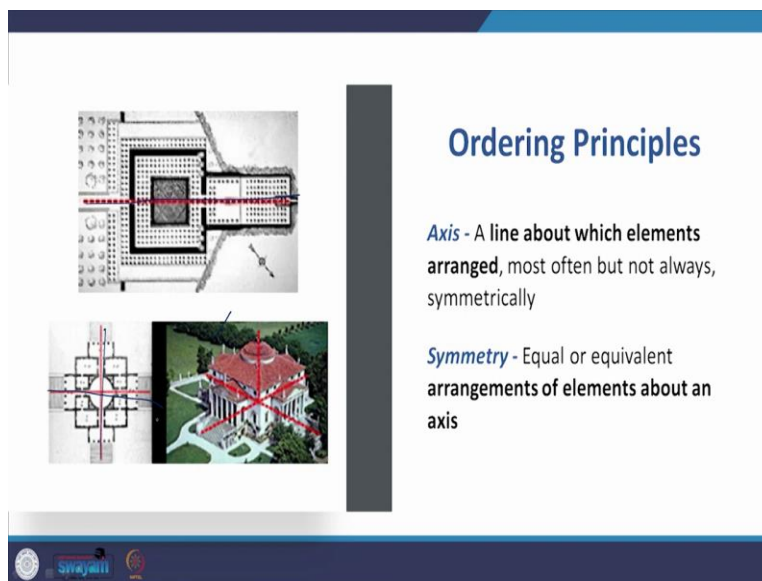 Ordering Principles
Axis - A line about which elements
arranged, most often but not always,
symmetrically
Symmetry - Equal or equivalent
arrangements of elements about an
axis
swayam